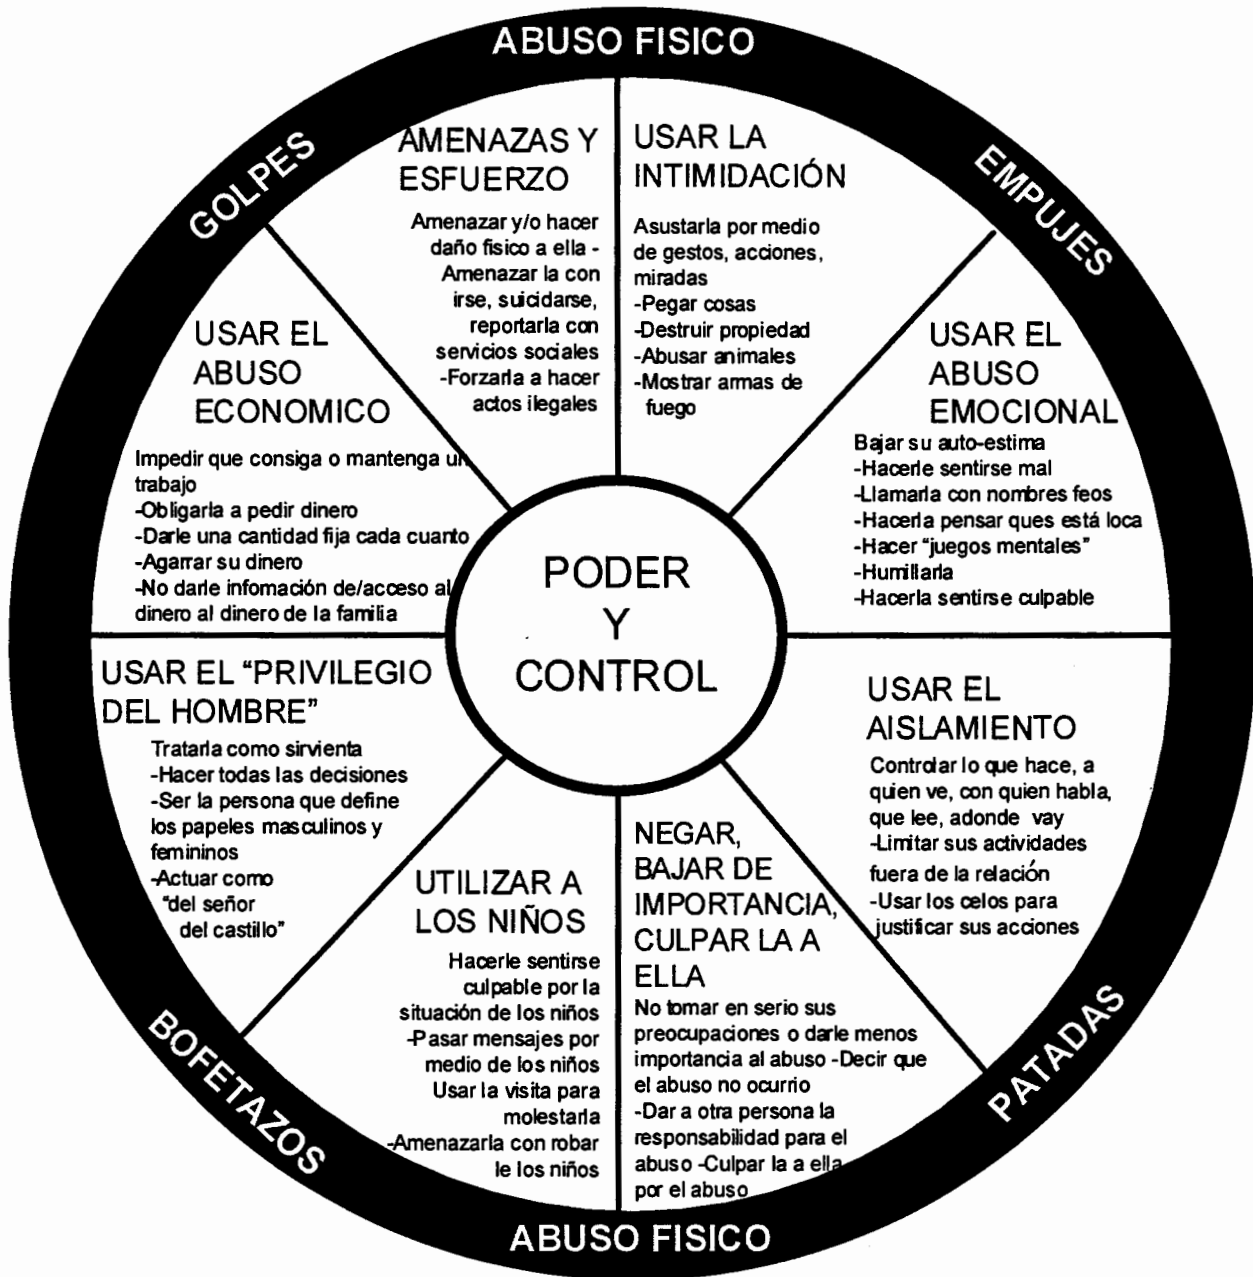 ABUSO FISICO
GOLPES
EMPUJES
AMENAZAS Y
ESFUERZO
Amenazar y/o hacer
daño fisico a ella -
Amenazar la con
irse, suicidarse,
reportarla con
servicios sociales
-Forzarla a hacer
actos ilegales
USAR LA
INTIMIDACIÓN
Asustarla por medio
de gestos, acciones,
miradas
-Pegar cosas
-Destruir propiedad
-Abusar animales
-Mostrar armas de
fuego
USAR EL
ABUSO
EMOCIONAL
Bajar su auto-estima
-Hacerle sentirse mal
-Llamarla con nombres feos
-Hacerla pensar ques está loca
-Hacer "juegos mentales"
-Humillarla
-Hacerla sentirse culpable
USAR EL
AISLAMIENTO
Controlar lo que hace, a
quien ve, con quien habla,
que lee, adonde vay
-Limitar sus actividades
fuera de la relación
-Usar los celos para
justificar sus acciones
NEGAR,
BAJAR DE
IMPORTANCIA,
CULPAR LA A
ELLA
No tomar en serio sus
preocupaciones o darle menos
importancia al abuso -Decir que
el abuso no ocurrio
-Dar a otra persona la
responsabilidad para el
abuso -Culpar la a ella
por el abuso
UTILIZAR A
LOS NIÑOS
Hacerle sentirse
culpable por la
situación de los niños
-Pasar mensajes por
medio de los niños
Usar la visita para
molestarla
-Amenazarla con robar
le los niños
USAR EL "PRIVILEGIO
DEL HOMBRE"
Tratarla como sirvienta
-Hacer todas las decisiones
-Ser la persona que define
los papeles masculinos y
femininos
-Actuar como
"del señor
del castillo"
USAR EL
ABUSO
ECONOMICO
Impedir que consiga o mantenga un
trabajo
-Obligarla a pedir dinero
-Darle una cantidad fija cada cuanto
-Agarrar su dinero
-No darle infomación de/acceso al
dinero al dinero de la familia
PODER
Y
CONTROL
BOFETAZOS
PATADAS
ABUSO FISICO